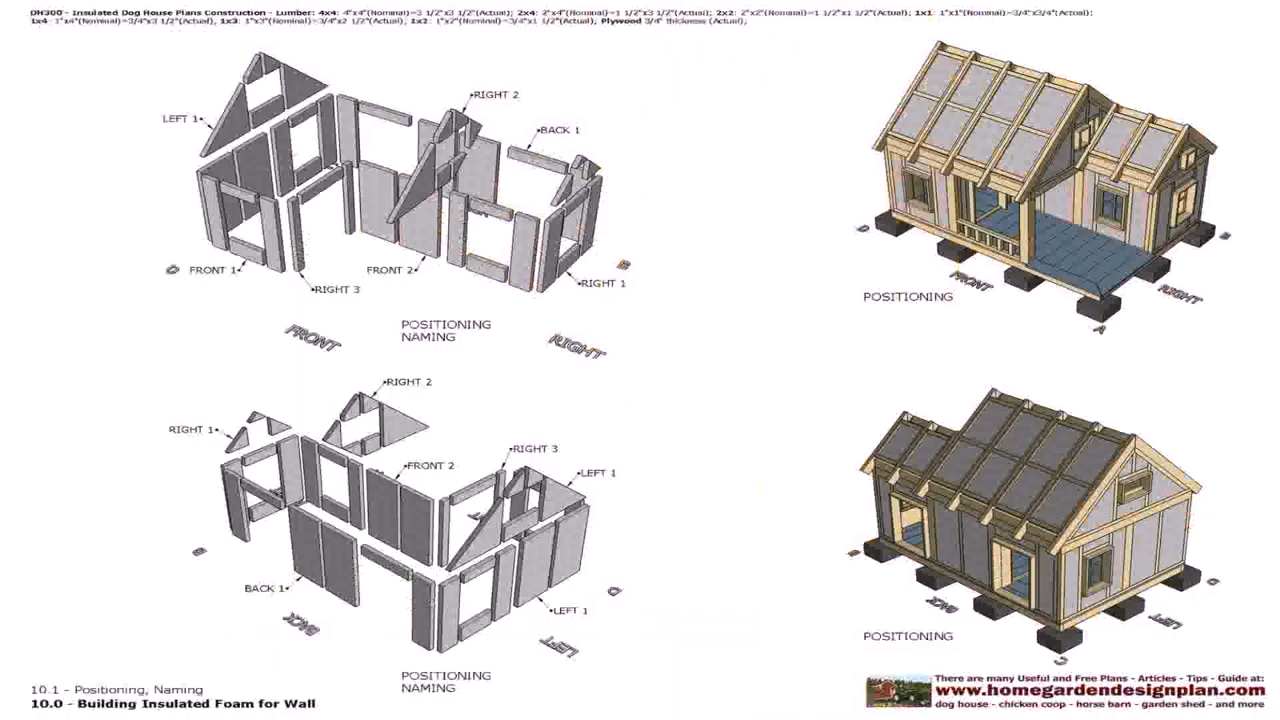 DH300 - Insulated Dog House Plans Construction - Lumber: 4x4: 4"x4"(Nominal)=3 1/2"x3 1/2"(Actual); 2x4: 2"x4"(Nominal)=1 1/2"x3 1/2"(Actual); 2x2: 2"x2"(Nominal)=1 1/2"x1 1/2"(Actual); 1x1: 1"x1"(Nominal)=3/4"x3/4"(Actual);
1x4: 1"x4"(Nominal)=3/4"x3 1/2"(Actual), 1x3: 1"x3"(Nominal)=3/4"x2 1/2"(Actual); 1x2: 1"x2"(Nominal)=3/4"x1 1/2"(Actual); Plywood 3/4" thickness (Actual);
RIGHT 2
LEFT 1
BACK 1
D
FRONT 1
FRONT 2
B
RIGHT 3
RIGHT 1
FRONT
POSITIONING
NAMING
RIGHT
D
B
FRONT
RIGHT
POSITIONING
A
RIGHT 2
RIGHT 1
RIGHT 3
FRONT 2
LEFT 1
B
BACK 1
D
LEFT 1
BACK
LEFT
POSITIONING
NAMING
B
D
BACK
LEFT
POSITIONING
C
10.1 - Positioning, Naming
10.0 - Building Insulated Foam for Wall
There are many Useful and Free Plans - Articles - Tips - Guide at:
www.homegardendesignplan.com
dog house - chicken coop - horse barn - garden shed - and more